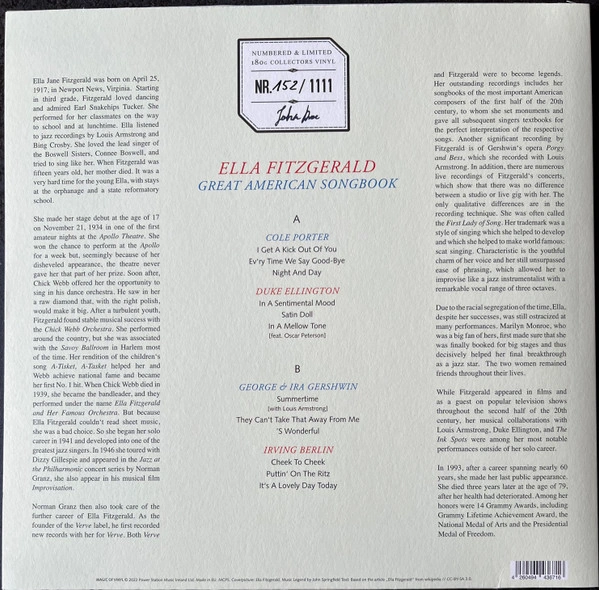 NUMBERED & LIMITED
180G COLLECTORS VINYL
NR. 152 / 1111
ELLA FITZGERALD
GREAT AMERICAN SONGBOOK
Ella Jane Fitzgerald was born on April 25,
1917, in Newport News, Virginia. Starting
in third grade, Fitzgerald loved dancing
and admired Earl Snakehips Tucker. She
performed for her classmates on the way
to school and at lunchtime. Ella listened
to jazz recordings by Louis Armstrong and
Bing Crosby. She loved the lead singer of
the Boswell Sisters, Connee Boswell, and
tried to sing like her. When Fitzgerald was
fifteen years old, her mother died. It was a
very hard time for the young Ella, with stays
at the orphanage and a state reformatory
school.
She made her stage debut at the age of 17
on November 21, 1934 in one of the first
amateur nights at the Apollo Theatre. She
won the chance to perform at the Apollo
for a week but, seemingly because of her
disheveled appearance, the theatre never
gave her that part of her prize. Soon after,
Chick Webb offered her the opportunity to
sing in his dance orchestra. He saw in her
a raw diamond that, with the right polish,
would make it big. After a turbulent youth,
Fitzgerald found stable musical success with
the Chick Webb Orchestra. She performed
around the country, but she was associated
with the Savoy Ballroom in Harlem most
of the time. Her rendition of the children's
song A-Tisket, A-Tasket helped her and
Webb achieve national fame and became
her first No. 1 hit. When Chick Webb died in
1939, she became the bandleader, and they
performed under the name Ella Fitzgerald
and Her Famous Orchestra. But because
Ella Fitzgerald couldn't read sheet music,
she was a bad choice. So she began her solo
career in 1941 and developed into one of the
greatest jazz singers. In 1946 she toured with
Dizzy Gillespie and appeared in the Jazz at
the Philharmonic concert series by Norman
Granz, she also appear in his musical film
Improvisation.
Norman Granz then also took care of the
further career of Ella Fitzgerald. As the
founder of the Verve label, he first recorded
new records with her for Verve. Both Verve
A
COLE PORTER
I Get A Kick Out Of You
Ev'ry Time We Say Good-Bye
Night And Day
DUKE ELLINGTON
In A Sentimental Mood
Satin Doll
In A Mellow Tone
(feat. Oscar Peterson)
B
GEORGE & IRA GERSHWIN
Summertime
(with Louis Armstrong)
They Can't Take That Away From Me
'S Wonderful
IRVING BERLIN
Cheek To Cheek
Puttin' On The Ritz
It's A Lovely Day Today
and Fitzgerald were to become legends.
Her outstanding recordings includes her
songbooks of the most important American
composers of the first half of the 20th
century, to whom she set monuments and
gave all subsequent singers textbooks for
the perfect interpretation of the respective
songs. Another significant recording by
Fitzgerald is of Gershwin's opera Porgy
and Bess, which she recorded with Louis
Armstrong. In addition, there are numerous
live recordings of Fitzgerald's concerts,
which show that there was no difference
between a studio or live gig with her. The
only qualitative differences are in the
recording technique. She was often called
the First Lady of Song. Her trademark was a
style of singing which she helped to develop
and which she helped to make world famous:
scat singing. Characteristic is the youthful
charm of her voice and her still unsurpassed
ease of phrasing, which allowed her to
improvise like a jazz instrumentalist with a
remarkable vocal range of three octaves.
Due to the racial segregation of the time, Ella,
despite her successes, was still ostracized at
many performances. Marilyn Monroe, who
was a big fan of hers, first made sure that she
was finally booked for big stages and thus
decisively helped her final breakthrough
as a jazz star. The two women remained
friends throughout their lives.
While Fitzgerald appeared in films and
as a guest on popular television shows
throughout the second half of the 20th
century, her musical collaborations with
Louis Armstrong, Duke Ellington, and The
Ink Spots were among her most notable
performances outside of her solo career.
In 1993, after a career spanning nearly 60
years, she made her last public appearance.
She died three years later at the age of 79,
after her health had deteriorated. Among her
honors were 14 Grammy Awards, including
Grammy Lifetime Achievement Award, the
National Medal of Arts and the Presidential
Medal of Freedom.
4 260494 436716